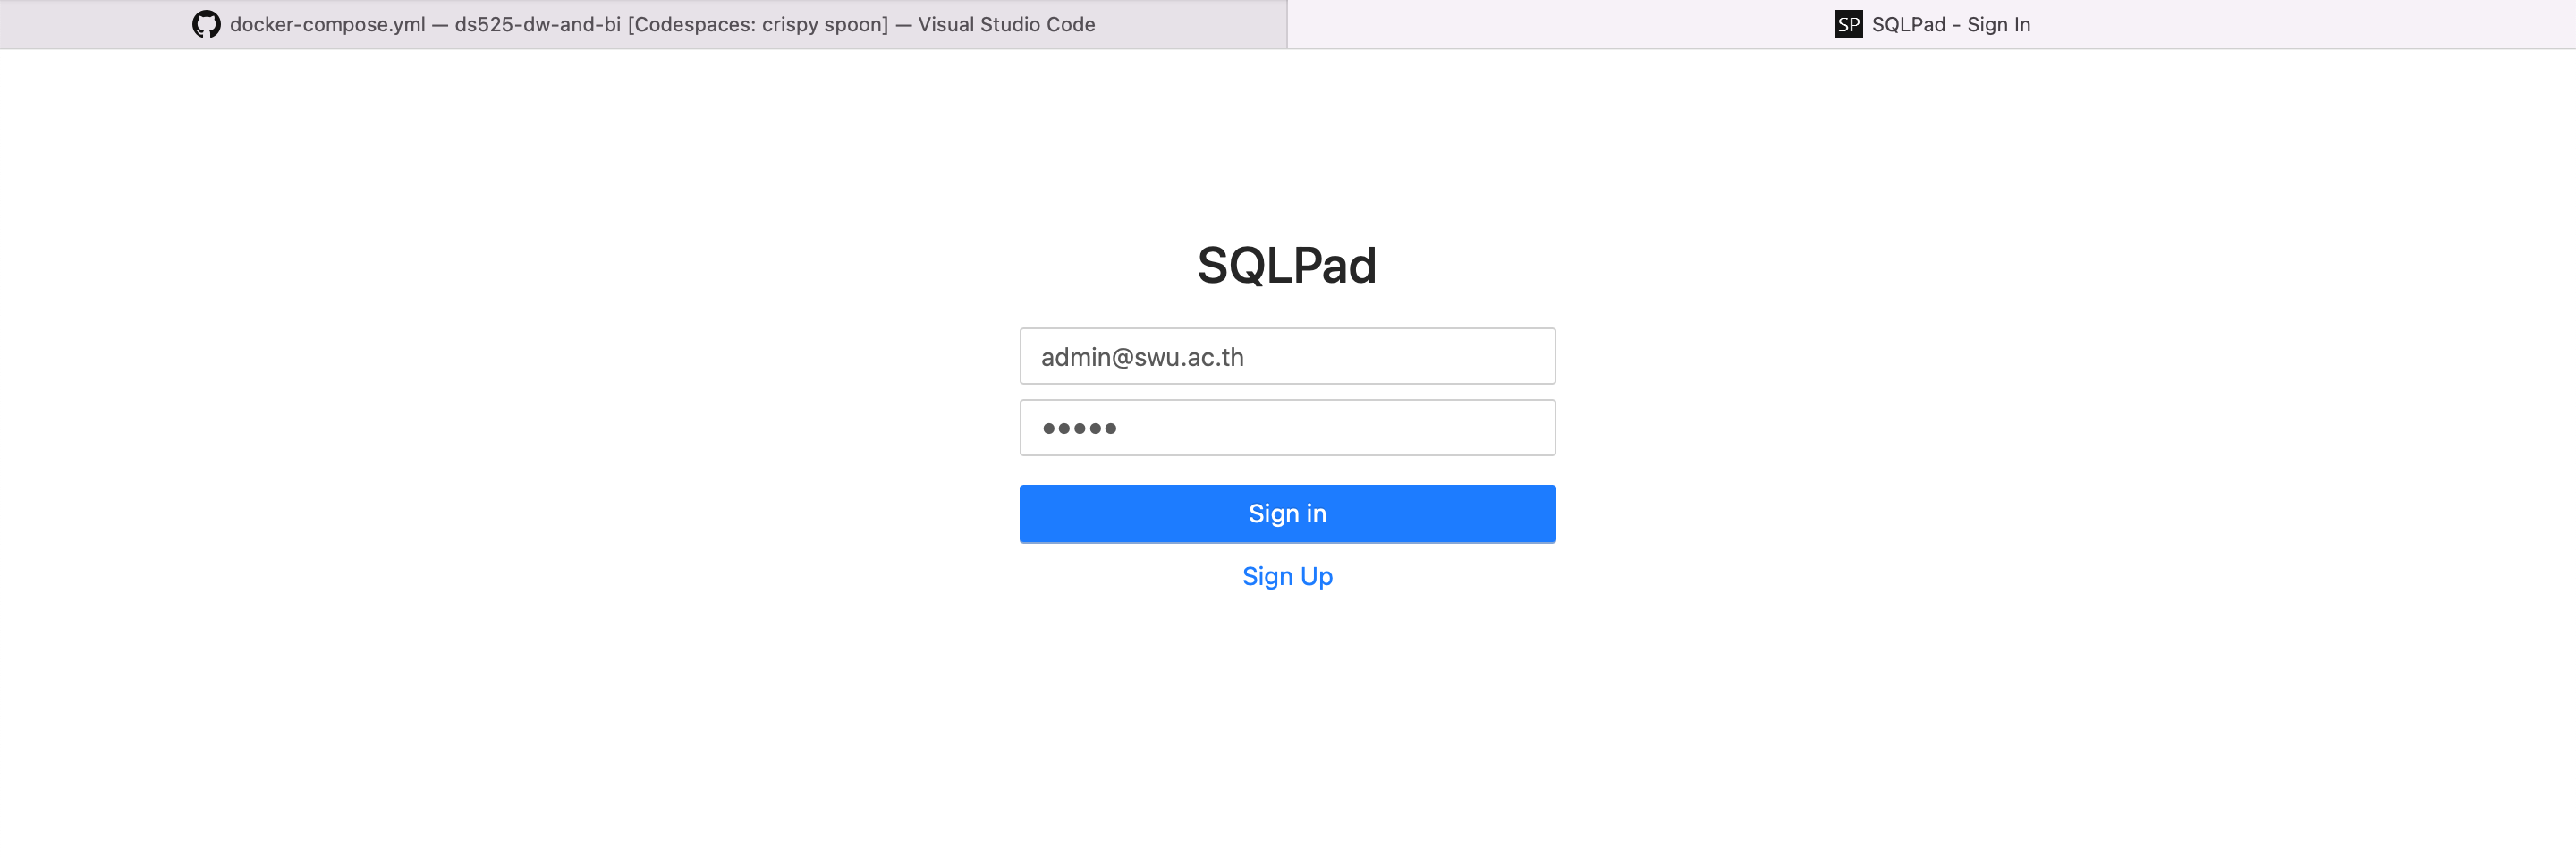 docker-compose.yml — ds525-dw-and-bi [Codespaces: crispy spoon] — Visual Studio Code
SP SQLPad - Sign In
SQLPad
admin@swu.ac.th
•••••
Sign in
Sign Up